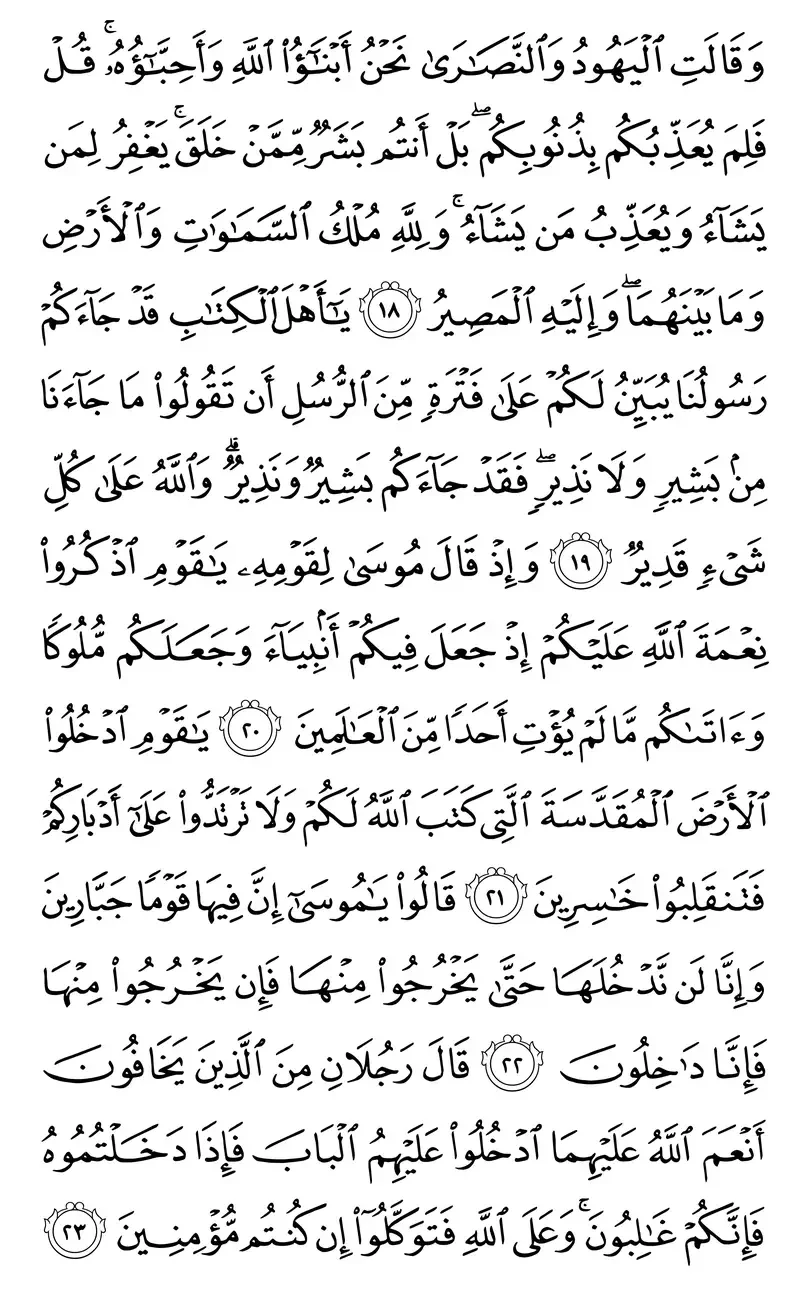 وَقَالَتِ ٱلۡيَهُودُ وَٱلنَّصَٰرَىٰ نَحۡنُ أَبۡنَٰٓؤُاْ ٱللَّهِ وَأَحِبَّٰٓؤُهُۥۚ قُلۡ
فَلِمَ يُعَذِّبُكُم بِذُنُوبِكُمۖ بَلۡ أَنتُم بَشَرٞ مِّمَّنۡ خَلَقَۚ يَغۡفِرُ لِمَن
يَشَآءُ وَيُعَذِّبُ مَن يَشَآءُۚ وَلِلَّهِ مُلۡكُ ٱلسَّمَٰوَٰتِ وَٱلۡأَرۡضِ
وَمَا بَيۡنَهُمَاۖ وَإِلَيۡهِ ٱلۡمَصِيرُ ١٨ يَٰٓأَهۡلَ ٱلۡكِتَٰبِ قَدۡ جَآءَكُمۡ
رَسُولُنَا يُبَيِّنُ لَكُمۡ عَلَىٰ فَتۡرَةٖ مِّنَ ٱلرُّسُلِ أَن تَقُولُواْ مَا جَآءَنَا
مِنۢ بَشِيرٖ وَلَا نَذِيرٖۖ فَقَدۡ جَآءَكُم بَشِيرٞ وَنَذِيرٞۗ وَٱللَّهُ عَلَىٰ كُلِّ
شَيۡءٖ قَدِيرٞ ١٩ وَإِذۡ قَالَ مُوسَىٰ لِقَوۡمِهِۦ يَٰقَوۡمِ ٱذۡكُرُواْ
نِعۡمَةَ ٱللَّهِ عَلَيۡكُمۡ إِذۡ جَعَلَ فِيكُمۡ أَنۢبِيَآءَ وَجَعَلَكُم مُّلُوكٗا
وَءَاتَىٰكُم مَّا لَمۡ يُؤۡتِ أَحَدٗا مِّنَ ٱلۡعَٰلَمِينَ ٢٠ يَٰقَوۡمِ ٱدۡخُلُواْ
ٱلۡأَرۡضَ ٱلۡمُقَدَّسَةَ ٱلَّتِي كَتَبَ ٱللَّهُ لَكُمۡ وَلَا تَرۡتَدُّواْ عَلَىٰٓ أَدۡبَارِكُمۡ
فَتَنقَلِبُواْ خَٰسِرِينَ ٢١ قَالُواْ يَٰمُوسَىٰٓ إِنَّ فِيهَا قَوۡمٗا جَبَّارِينَ
وَإِنَّا لَن نَّدۡخُلَهَا حَتَّىٰ يَخۡرُجُواْ مِنۡهَا فَإِن يَخۡرُجُواْ مِنۡهَا
فَإِنَّا دَٰخِلُونَ ٢٢ قَالَ رَجُلَانِ مِنَ ٱلَّذِينَ يَخَافُونَ
أَنۡعَمَ ٱللَّهُ عَلَيۡهِمَا ٱدۡخُلُواْ عَلَيۡهِمُ ٱلۡبَابَ فَإِذَا دَخَلۡتُمُوهُ
فَإِنَّكُمۡ غَٰلِبُونَۚ وَعَلَى ٱللَّهِ فَتَوَكَّلُوٓاْ إِن كُنتُم مُّؤۡمِنِينَ ٢٣